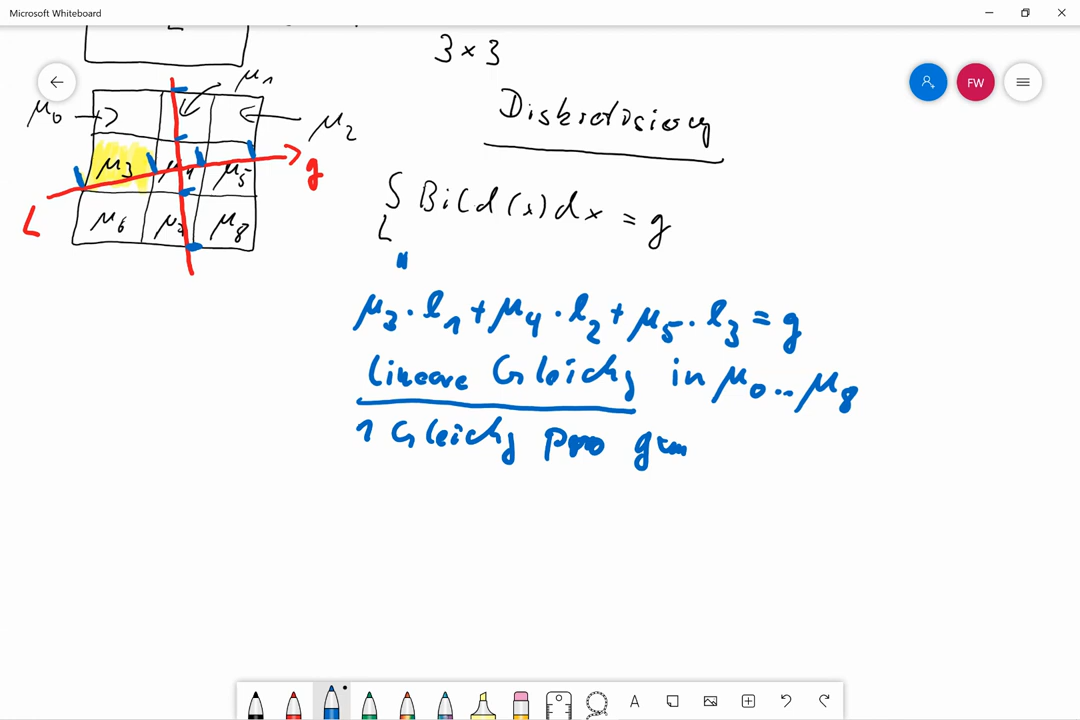 Microsoft Whiteboard
3 x 3
μ1
μ0
μ2
Diskretisierung
FW
μ3 μ4 μ5
g
L
μ6 μ7 μ8
∫ Bild(x)dx = g
L
μ3 · l1 + μ4 · l2 + μ5 · l3 = g
lineare Gleichg in μ0 .. μ8
1 Gleichg pro gem
A